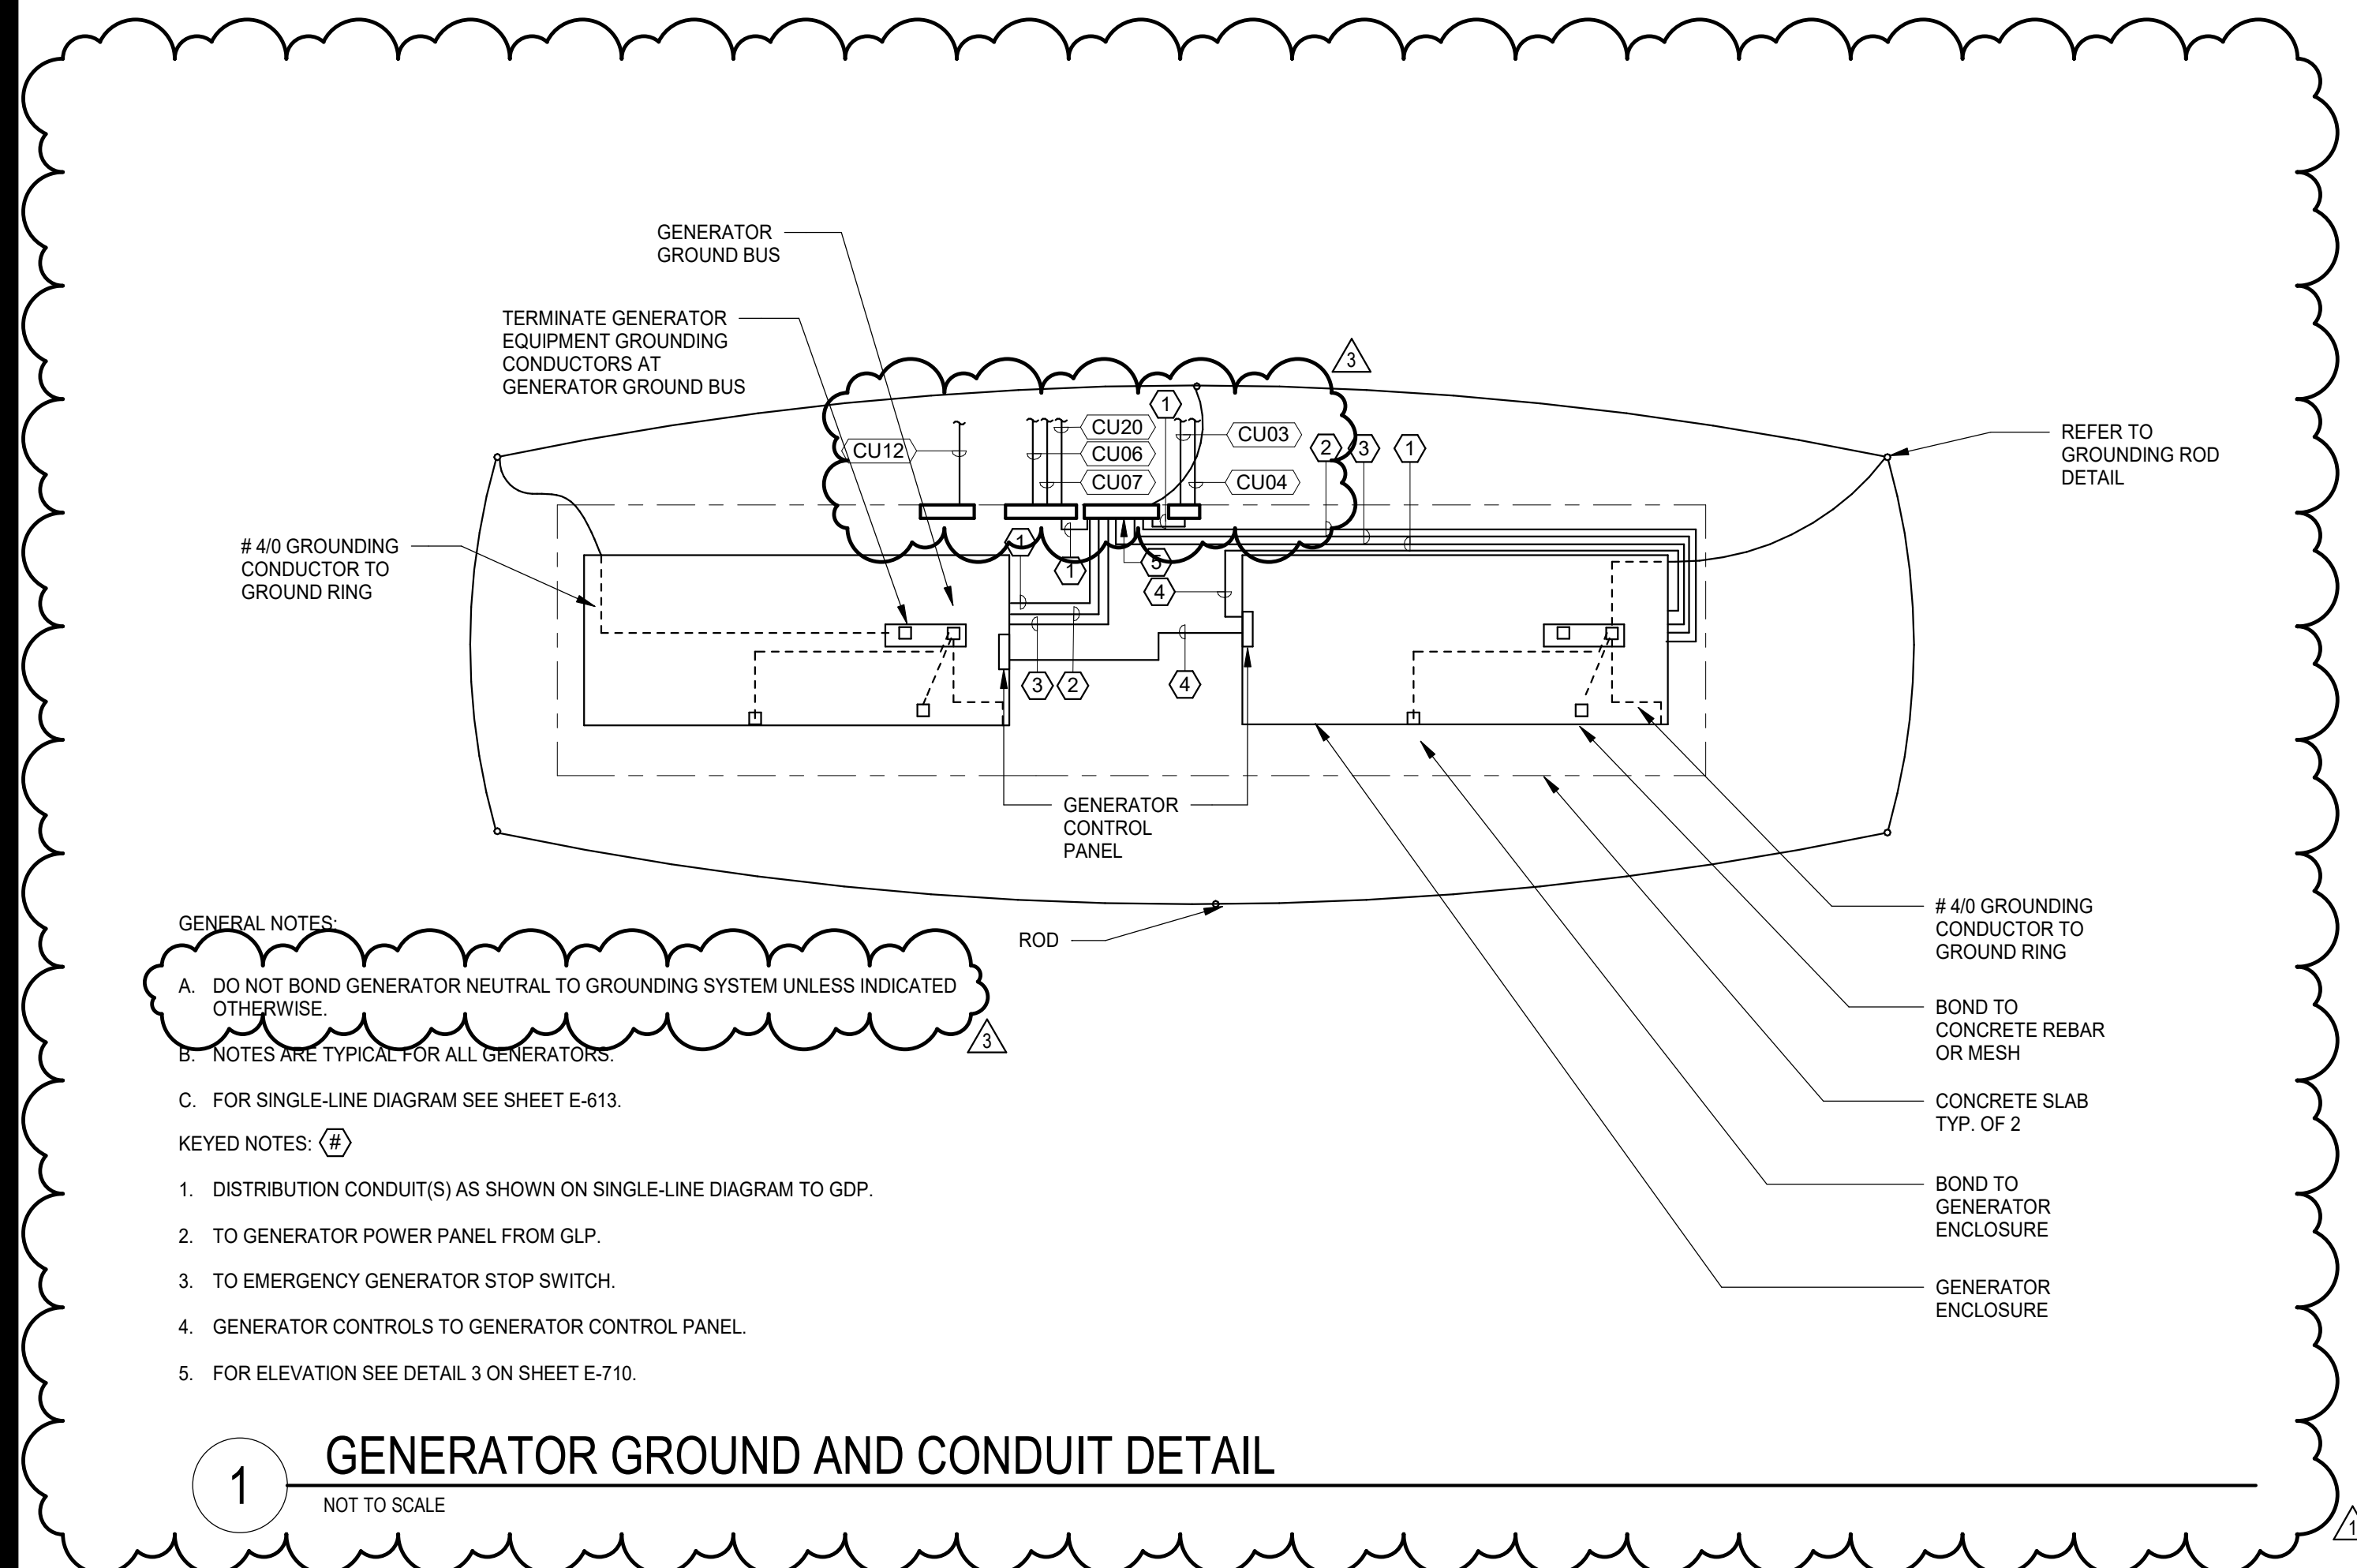 GENERATOR
GROUND BUS
TERMINATE GENERATOR
EQUIPMENT GROUNDING
CONDUCTORS AT
GENERATOR GROUND BUS
3
1
CU20
CU03
CU12
CU06
2
3
1
CU07
CU04
REFER TO
GROUNDING ROD
DETAIL
# 4/0 GROUNDING
CONDUCTOR TO
GROUND RING
1
1
5
4
3
2
4
GENERATOR
CONTROL
PANEL
ROD
# 4/0 GROUNDING
CONDUCTOR TO
GROUND RING
BOND TO
CONCRETE REBAR
OR MESH
CONCRETE SLAB
TYP. OF 2
BOND TO
GENERATOR
ENCLOSURE
GENERATOR
ENCLOSURE
GENERAL NOTES:
A. DO NOT BOND GENERATOR NEUTRAL TO GROUNDING SYSTEM UNLESS INDICATED
OTHERWISE.
3
B. NOTES ARE TYPICAL FOR ALL GENERATORS.
C. FOR SINGLE-LINE DIAGRAM SEE SHEET E-613.
KEYED NOTES: #
1. DISTRIBUTION CONDUIT(S) AS SHOWN ON SINGLE-LINE DIAGRAM TO GDP.
2. TO GENERATOR POWER PANEL FROM GLP.
3. TO EMERGENCY GENERATOR STOP SWITCH.
4. GENERATOR CONTROLS TO GENERATOR CONTROL PANEL.
5. FOR ELEVATION SEE DETAIL 3 ON SHEET E-710.
1
GENERATOR GROUND AND CONDUIT DETAIL
NOT TO SCALE
1